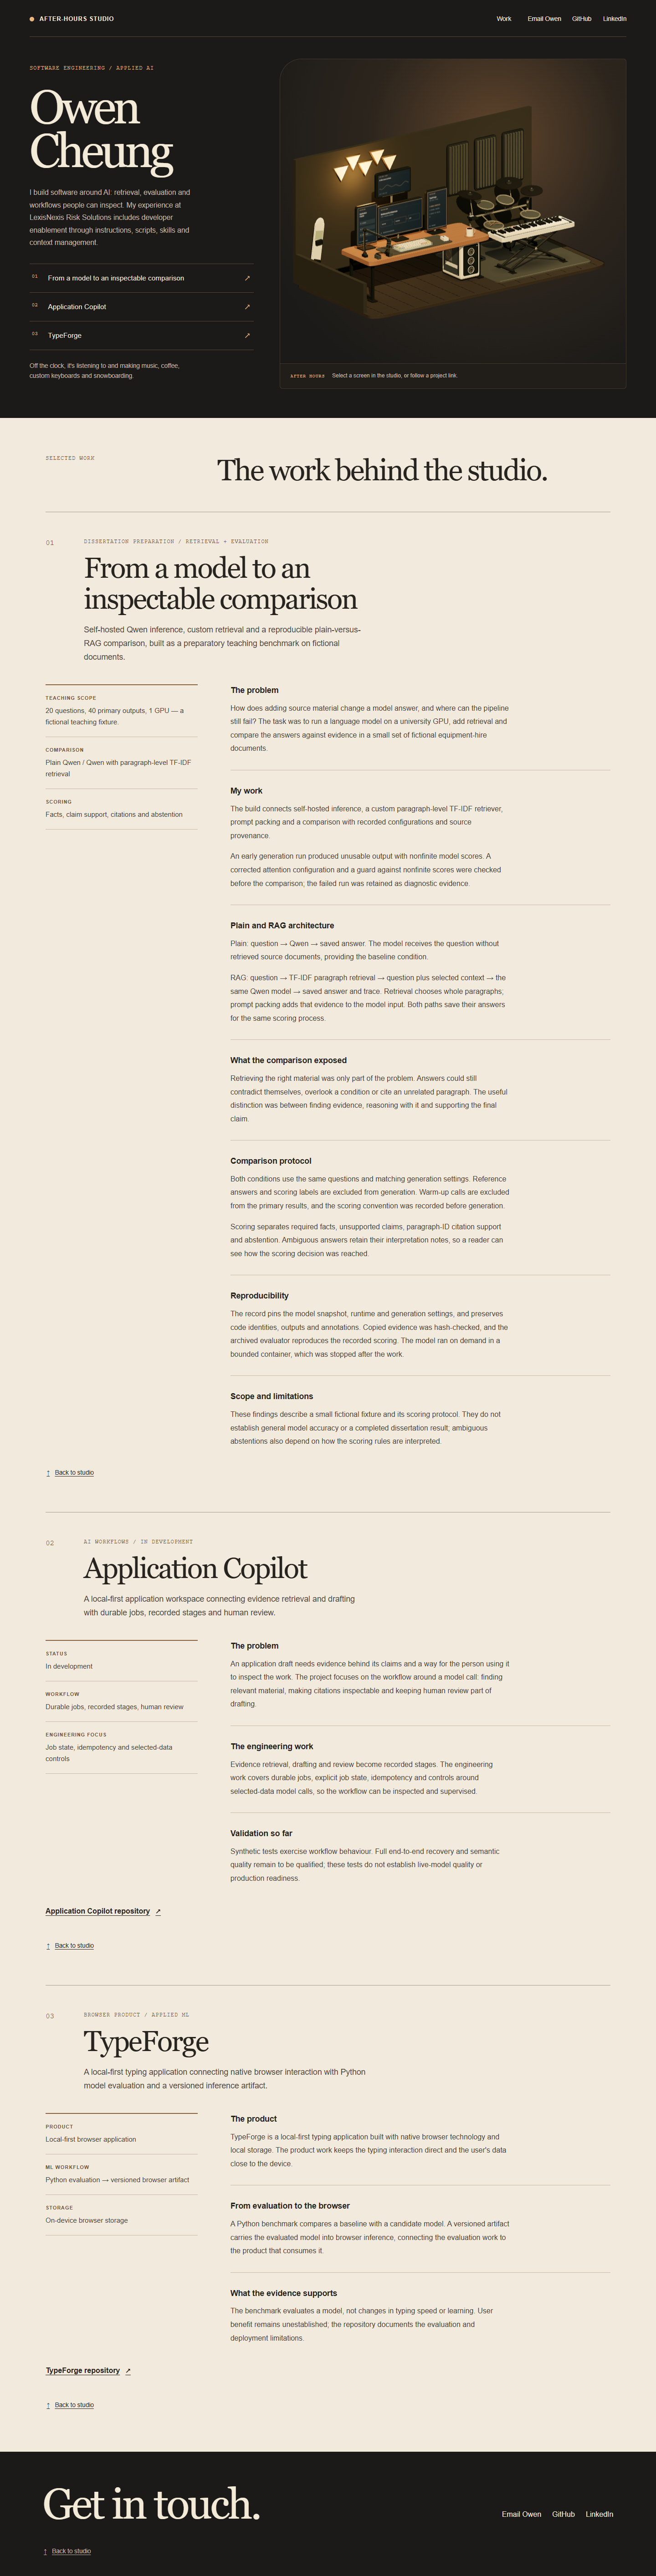 AFTER-HOURS STUDIO
Work Email Owen GitHub LinkedIn
SOFTWARE ENGINEERING / APPLIED AI
Owen
Cheung
I build software around AI: retrieval, evaluation and
workflows people can inspect. My experience at
LexisNexis Risk Solutions includes developer
enablement through instructions, scripts, skills and
context management.
01 From a model to an inspectable comparison ↗
02 Application Copilot ↗
03 TypeForge ↗
Off the clock, it's listening to and making music, coffee,
custom keyboards and snowboarding.
AFTER HOURS Select a screen in the studio, or follow a project link.
SELECTED WORK
The work behind the studio.
01
DISSERTATION PREPARATION / RETRIEVAL + EVALUATION
From a model to an
inspectable comparison
Self-hosted Qwen inference, custom retrieval and a reproducible plain-versus-
RAG comparison, built as a preparatory teaching benchmark on fictional
documents.
TEACHING SCOPE
20 questions, 40 primary outputs, 1 GPU — a
fictional teaching fixture.
COMPARISON
Plain Qwen / Qwen with paragraph-level TF-IDF
retrieval
SCORING
Facts, claim support, citations and abstention
The problem
How does adding source material change a model answer, and where can the pipeline
still fail? The task was to run a language model on a university GPU, add retrieval and
compare the answers against evidence in a small set of fictional equipment-hire
documents.
My work
The build connects self-hosted inference, a custom paragraph-level TF-IDF retriever,
prompt packing and a comparison with recorded configurations and source
provenance.
An early generation run produced unusable output with nonfinite model scores. A
corrected attention configuration and a guard against nonfinite scores were checked
before the comparison; the failed run was retained as diagnostic evidence.
Plain and RAG architecture
Plain: question → Qwen → saved answer. The model receives the question without
retrieved source documents, providing the baseline condition.
RAG: question → TF-IDF paragraph retrieval → question plus selected context → the
same Qwen model → saved answer and trace. Retrieval chooses whole paragraphs;
prompt packing adds that evidence to the model input. Both paths save their answers
for the same scoring process.
What the comparison exposed
Retrieving the right material was only part of the problem. Answers could still
contradict themselves, overlook a condition or cite an unrelated paragraph. The useful
distinction was between finding evidence, reasoning with it and supporting the final
claim.
Comparison protocol
Both conditions use the same questions and matching generation settings. Reference
answers and scoring labels are excluded from generation. Warm-up calls are excluded
from the primary results, and the scoring convention was recorded before generation.
Scoring separates required facts, unsupported claims, paragraph-ID citation support
and abstention. Ambiguous answers retain their interpretation notes, so a reader can
see how the scoring decision was reached.
Reproducibility
The record pins the model snapshot, runtime and generation settings, and preserves
code identities, outputs and annotations. Copied evidence was hash-checked, and the
archived evaluator reproduces the recorded scoring. The model ran on demand in a
bounded container, which was stopped after the work.
Scope and limitations
These findings describe a small fictional fixture and its scoring protocol. They do not
establish general model accuracy or a completed dissertation result; ambiguous
abstentions also depend on how the scoring rules are interpreted.
↑ Back to studio
02
AI WORKFLOWS / IN DEVELOPMENT
Application Copilot
A local-first application workspace connecting evidence retrieval and drafting
with durable jobs, recorded stages and human review.
STATUS
In development
WORKFLOW
Durable jobs, recorded stages, human review
ENGINEERING FOCUS
Job state, idempotency and selected-data
controls
The problem
An application draft needs evidence behind its claims and a way for the person using it
to inspect the work. The project focuses on the workflow around a model call: finding
relevant material, making citations inspectable and keeping human review part of
drafting.
The engineering work
Evidence retrieval, drafting and review become recorded stages. The engineering
work covers durable jobs, explicit job state, idempotency and controls around
selected-data model calls, so the workflow can be inspected and supervised.
Validation so far
Synthetic tests exercise workflow behaviour. Full end-to-end recovery and semantic
quality remain to be qualified; these tests do not establish live-model quality or
production readiness.
Application Copilot repository ↗
↑ Back to studio
03
BROWSER PRODUCT / APPLIED ML
TypeForge
A local-first typing application connecting native browser interaction with Python
model evaluation and a versioned inference artifact.
PRODUCT
Local-first browser application
ML WORKFLOW
Python evaluation → versioned browser artifact
STORAGE
On-device browser storage
The product
TypeForge is a local-first typing application built with native browser technology and
local storage. The product work keeps the typing interaction direct and the user's data
close to the device.
From evaluation to the browser
A Python benchmark compares a baseline with a candidate model. A versioned artifact
carries the evaluated model into browser inference, connecting the evaluation work to
the product that consumes it.
What the evidence supports
The benchmark evaluates a model, not changes in typing speed or learning. User
benefit remains unestablished; the repository documents the evaluation and
deployment limitations.
TypeForge repository ↗
↑ Back to studio
Get in touch.
Email Owen GitHub LinkedIn
↑ Back to studio